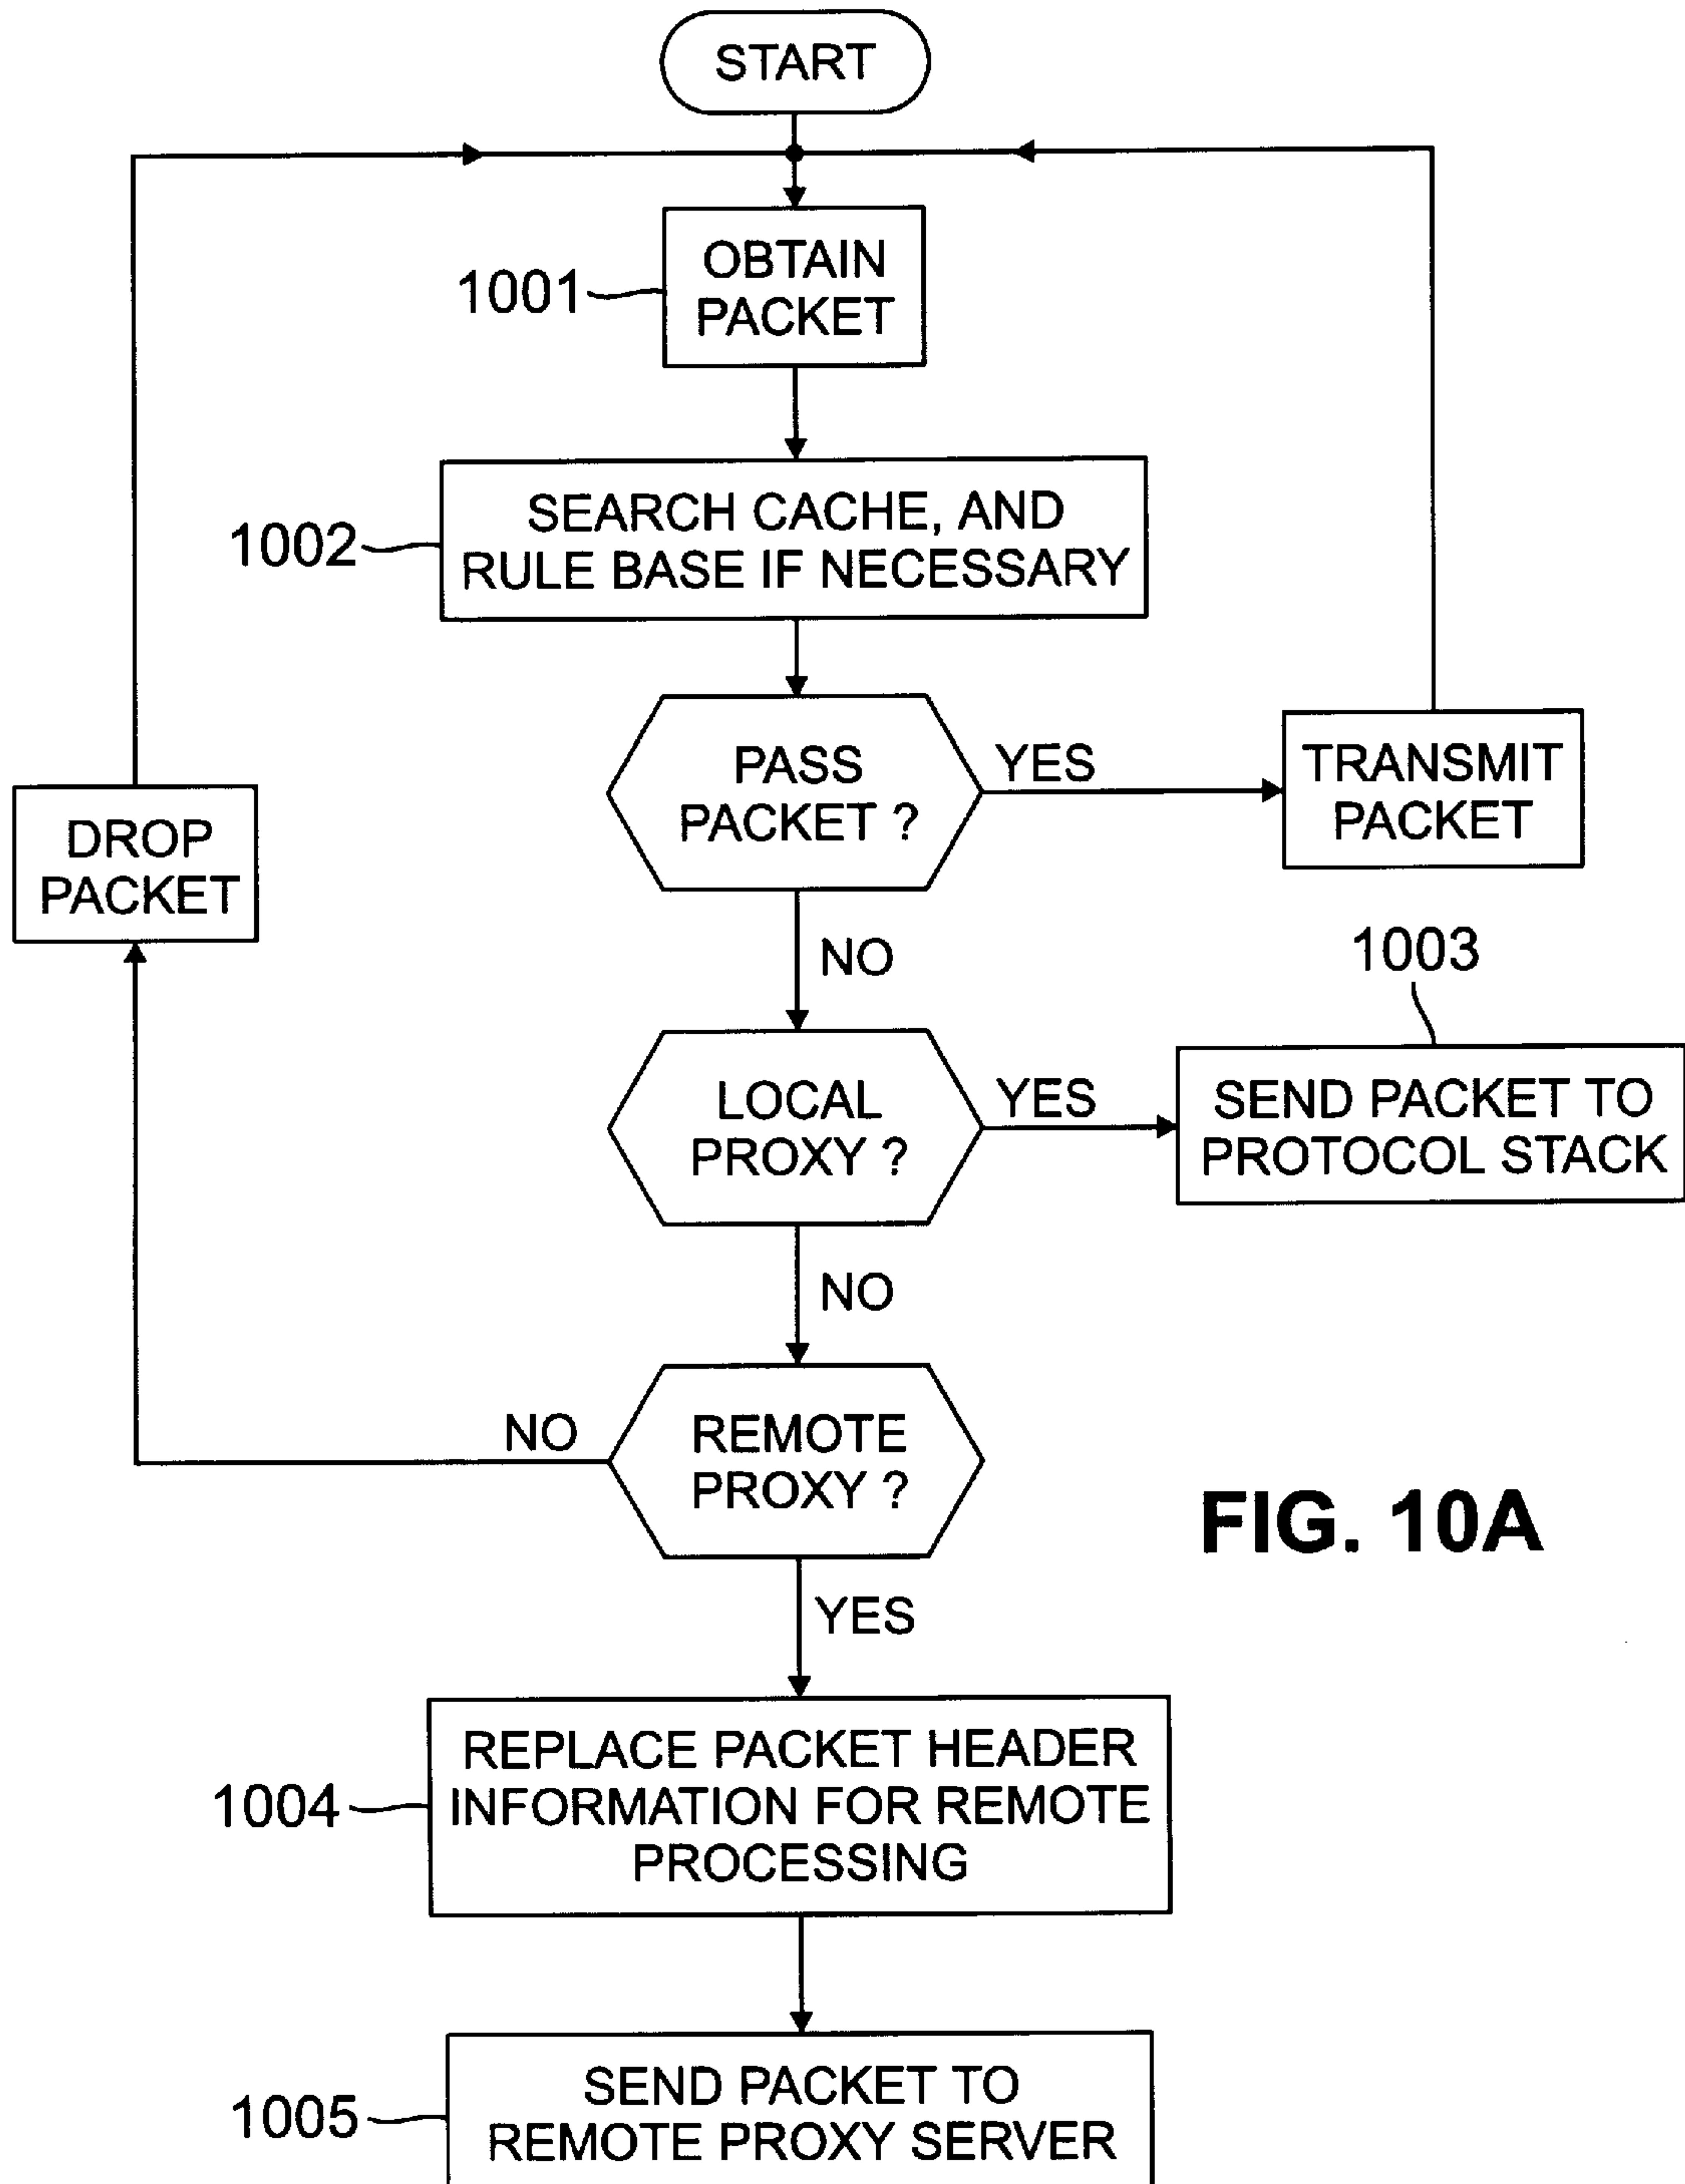 START
OBTAIN
PACKET
1001
SEARCH CACHE, AND
RULE BASE IF NECESSARY
1002
PASS
PACKET ?
YES
TRANSMIT
PACKET
DROP
PACKET
NO
1003
LOCAL
PROXY ?
YES
SEND PACKET TO
PROTOCOL STACK
NO
REMOTE
PROXY ?
NO
FIG. 10A
YES
REPLACE PACKET HEADER
INFORMATION FOR REMOTE
PROCESSING
1004
SEND PACKET TO
REMOTE PROXY SERVER
1005